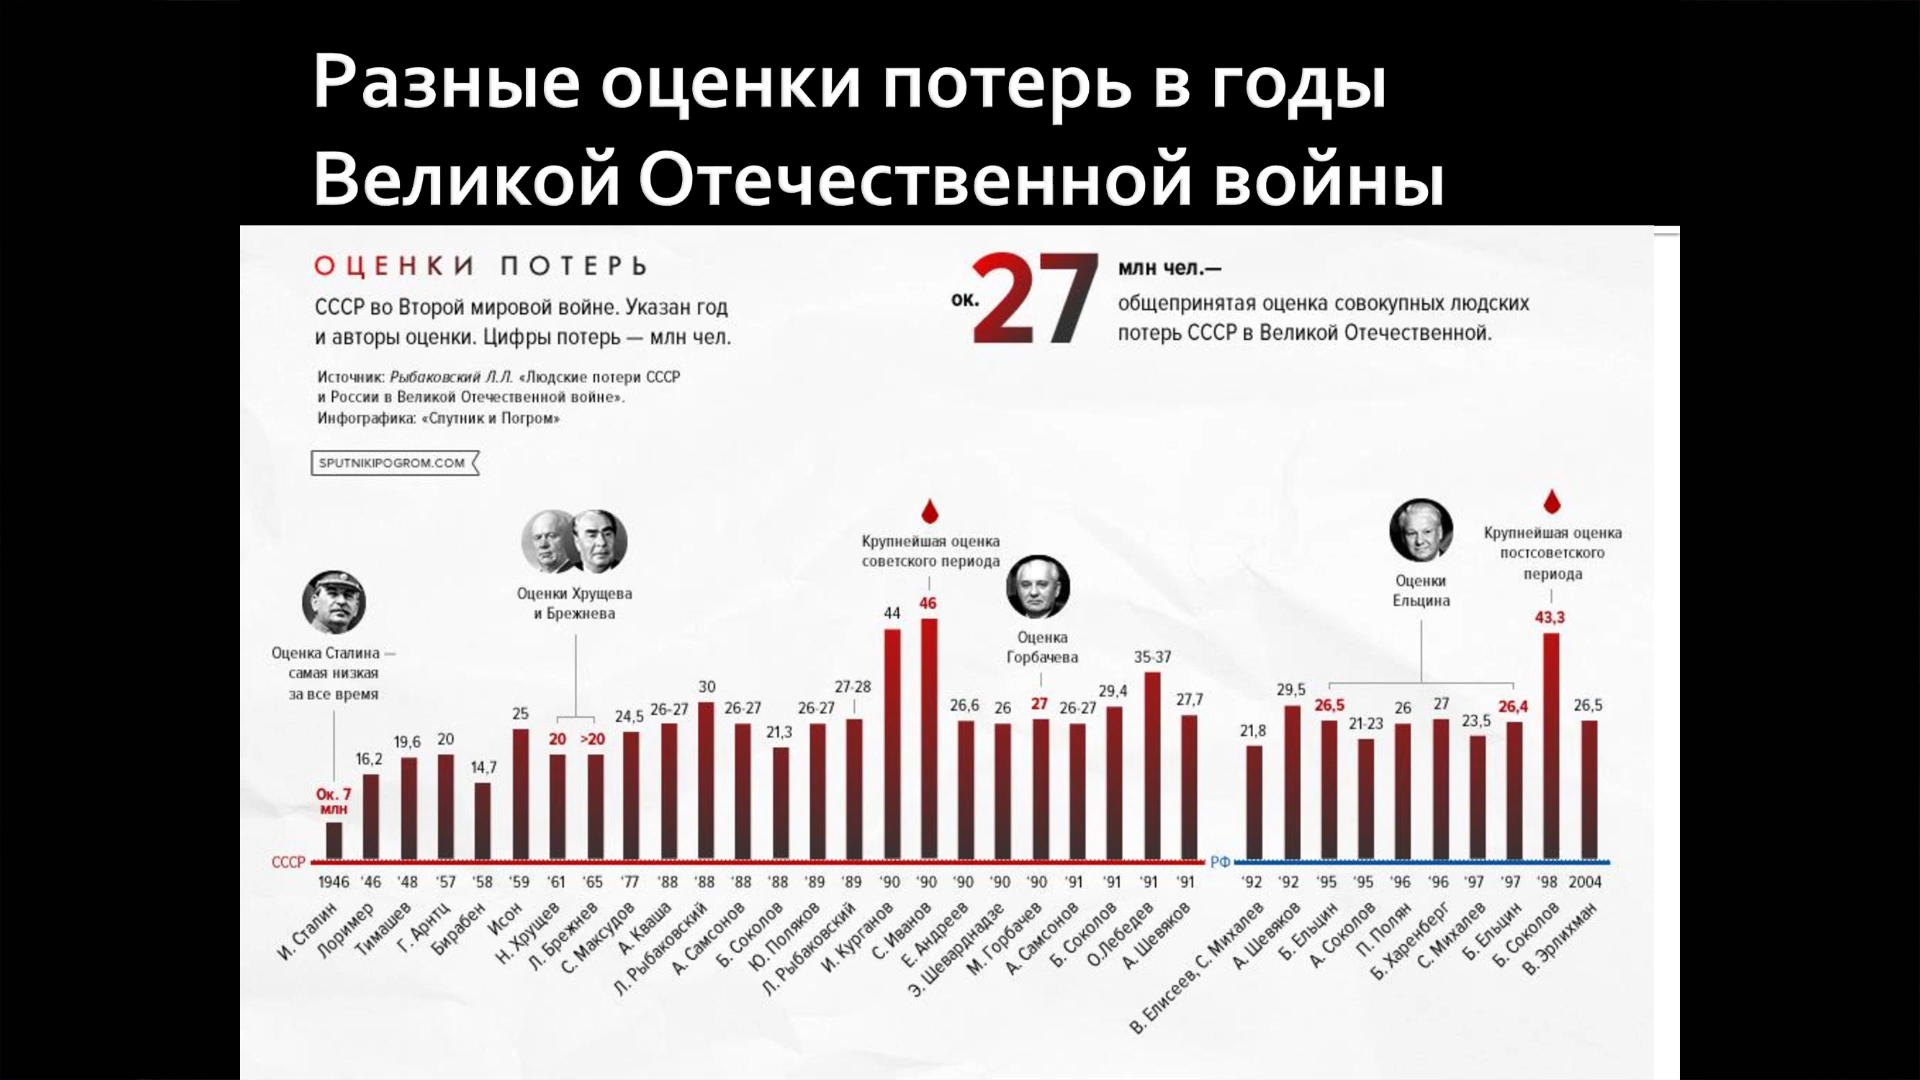 Разные оценки потерь в годы
Великой Отечественной войны
ОЦЕНКИ ПОТЕРЬ
СССР во Второй мировой войне. Указан год
и авторы оценки. Цифры потерь — млн чел.
Источник: Рыбаковский Л.Л. «Людские потери СССР
и России в Великой Отечественной войне».
Инфографика: «Спутник и Погром»
SPUTNIKIPOGROM.COM
ок. 27 млн чел.—
общепринятая оценка совокупных людских
потерь СССР в Великой Отечественной.
Оценка Сталина —
самая низкая
за все время
Оценки Хрущева
и Брежнева
Крупнейшая оценка
советского периода
Оценка
Горбачева
Оценки
Ельцина
Крупнейшая оценка
постсоветского
периода
Ок. 7
млн
16,2
19,6
20
14,7
25
20
>20
24,5
26-27
30
26-27
21,3
26-27
27-28
44
46
26,6
26
27
26-27
29,4
35-37
27,7
21,8
29,5
26,5
21-23
26
27
23,5
26,4
43,3
26,5
СССР
РФ
1946 '46 '48 '57 '58 '59 '61 '65 '77 '88 '88 '88 '88 '89 '89 '90 '90 '90 '90 '90 '91 '91 '91 '91 '92 '92 '95 '95 '96 '96 '97 '97 '98 2004
И. Сталин
Лоример
Тимашев
Г. Арнтц
Бирабен
Исон
Н. Хрущев
Л. Брежнев
С. Максудов
А. Кваша
Л. Рыбаковский
А. Самсонов
Б. Соколов
Ю. Поляков
Л. Рыбаковский
И. Курганов
С. Иванов
Е. Андреев
Э. Шеварднадзе
М. Горбачев
А. Самсонов
Б. Соколов
О.Лебедев
А. Шевяков
В. Елисеев, С. Михалев
А. Шевяков
Б. Ельцин
А. Соколов
П. Полян
Б. Харенберг
С. Михалев
Б. Ельцин
Б. Соколов
В. Эрлихман